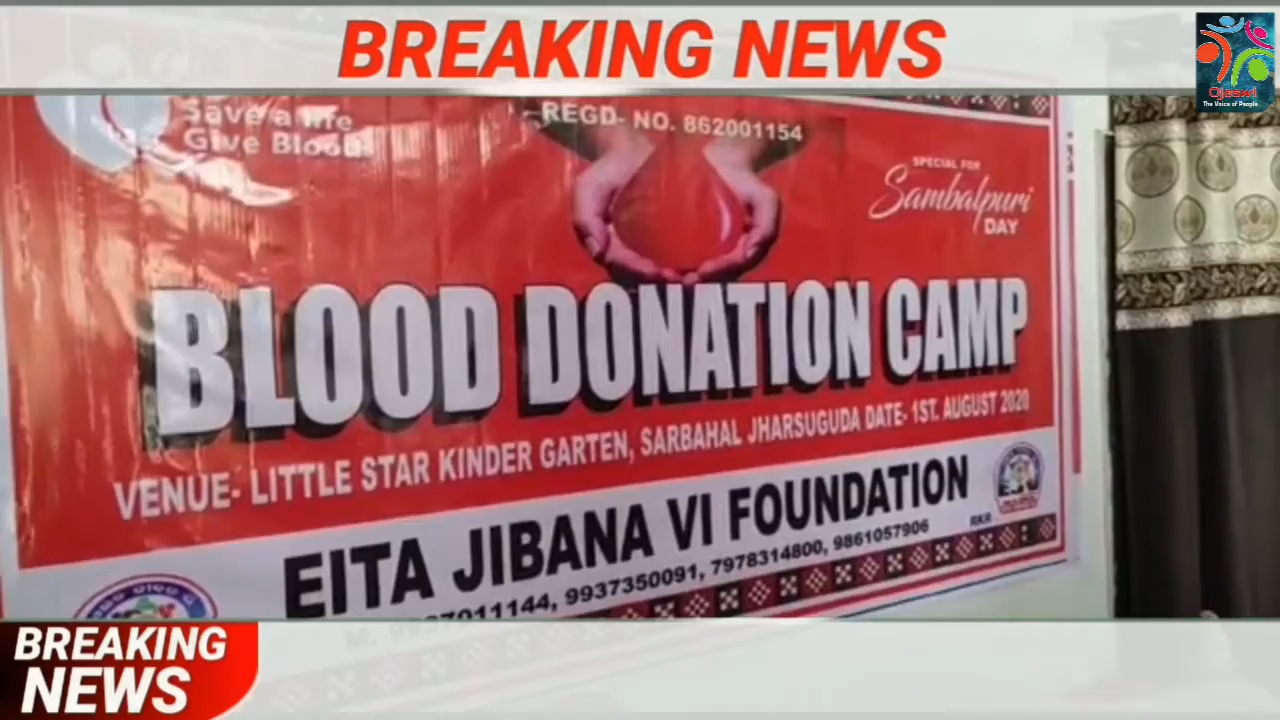 BREAKING NEWS
Ojaswi
The Voice of People
Save a life
Give Blood
REGD- NO. 862001154
SPECIAL FOR
Sambalpuri
DAY
BLOOD DONATION CAMP
VENUE- LITTLE STAR KINDER GARTEN, SARBAHAL JHARSUGUDA DATE- 1ST. AUGUST 2020
EITA JIBANA VI FOUNDATION
9937350091, 7978314800, 9861057906
RKR
BREAKING
NEWS